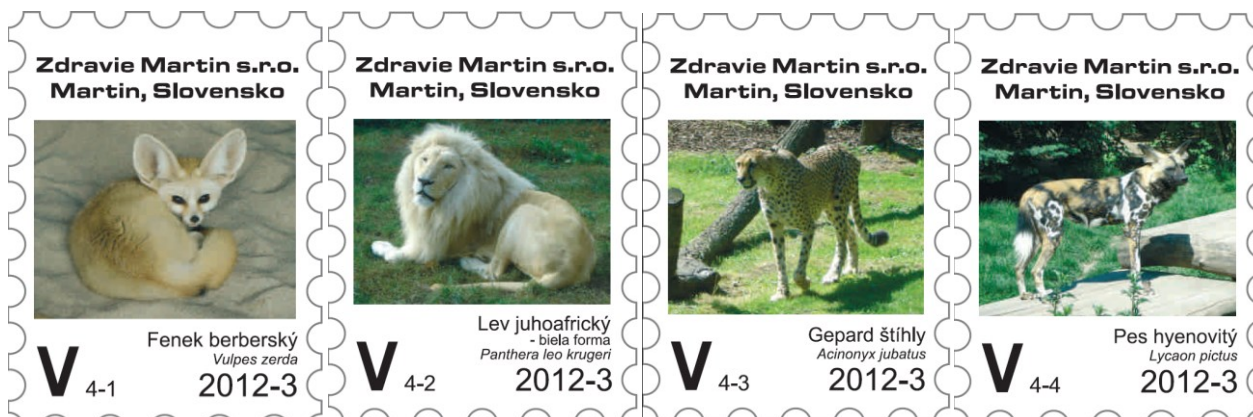 Zdravie Martin s.r.o.
Martin, Slovensko
Fenek berberský
Vulpes zerda
V 4-1 2012-3
Zdravie Martin s.r.o.
Martin, Slovensko
Lev juhoafrický
- biela forma
Panthera leo krugeri
V 4-2 2012-3
Zdravie Martin s.r.o.
Martin, Slovensko
Gepard štíhly
Acinonyx jubatus
V 4-3 2012-3
Zdravie Martin s.r.o.
Martin, Slovensko
Pes hyenovitý
Lycaon pictus
V 4-4 2012-3